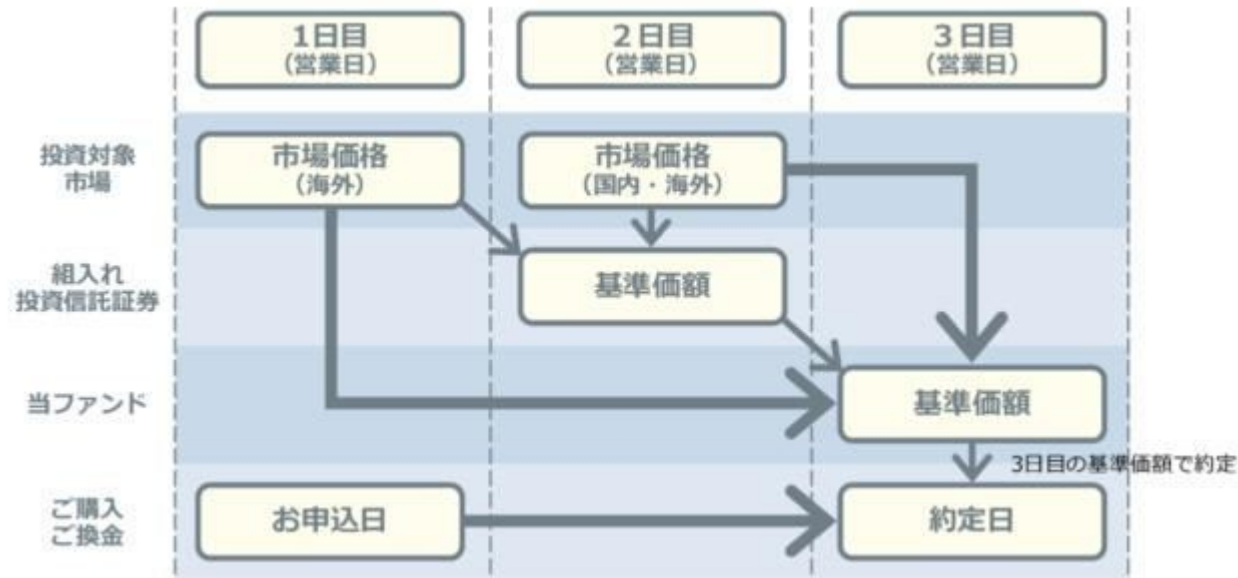 1日目
(営業日)
2日目
(営業日)
3日目
(営業日)
投資対象
市場
市場価格
(海外)
市場価格
(国内・海外)
組入れ
投資信託証券
基準価額
当ファンド
基準価額
3日目の基準価額で約定
ご購入
ご換金
お申込日
約定日